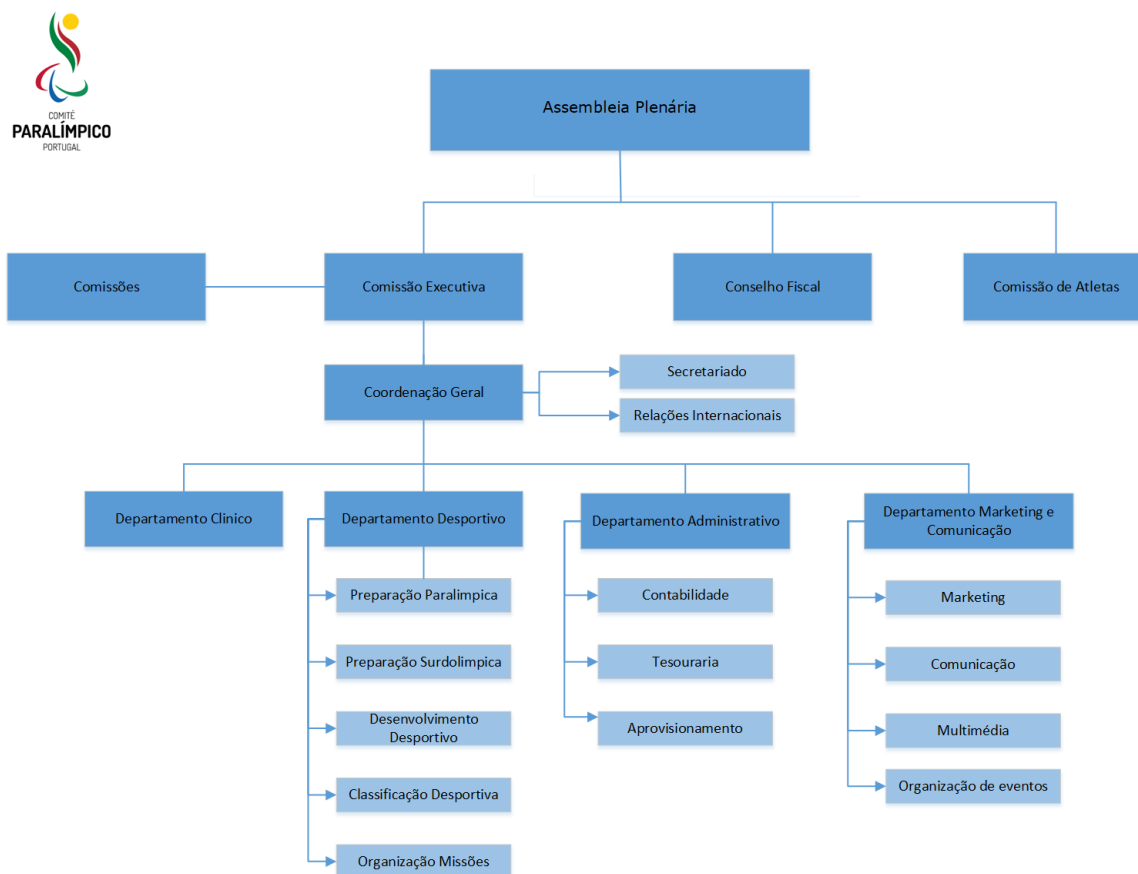 COMITÉ
PARALÍMPICO
PORTUGAL
Assembleia Plenária
Comissões
Comissão Executiva
Conselho Fiscal
Comissão de Atletas
Coordenação Geral
Secretariado
Relações Internacionais
Departamento Clinico
Departamento Desportivo
Departamento Administrativo
Departamento Marketing e
Comunicação
Preparação Paralimpica
Preparação Surdolimpica
Desenvolvimento
Desportivo
Classificação Desportiva
Organização Missões
Contabilidade
Tesouraria
Aprovisionamento
Marketing
Comunicação
Multimédia
Organização de eventos